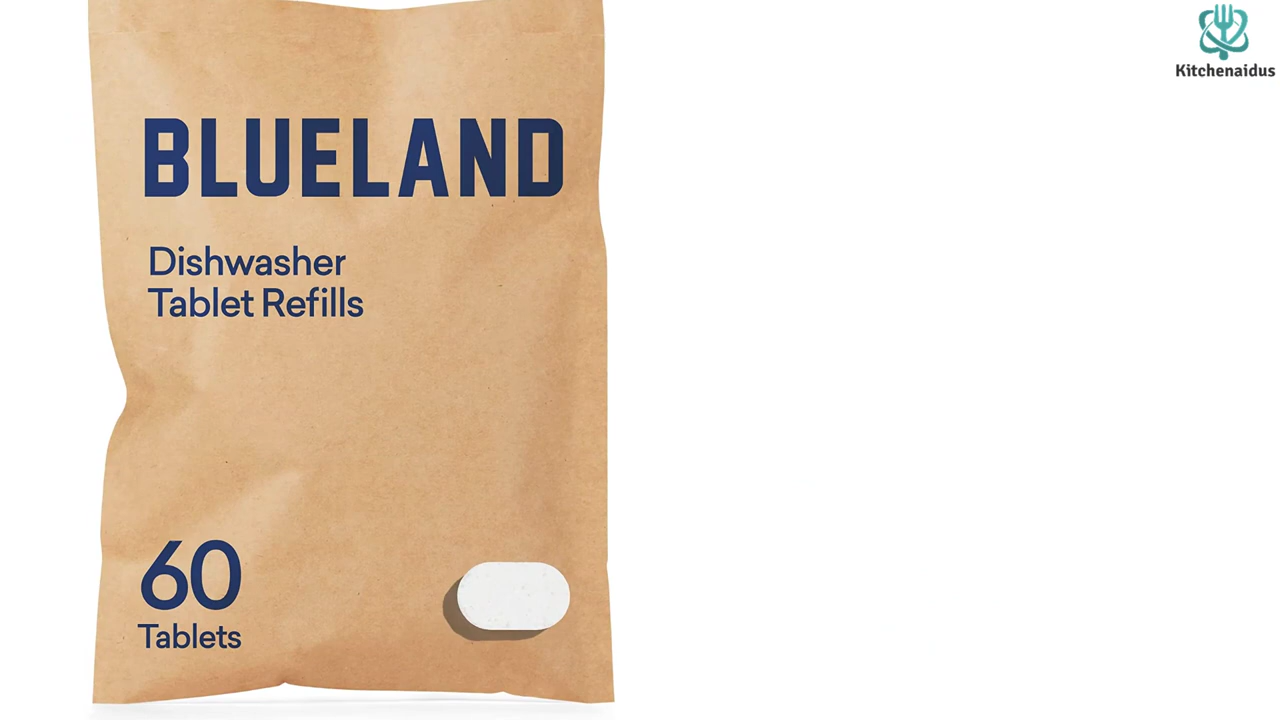 BLUELAND
Dishwasher
Tablet Refills
60
Tablets
Kitchenaidus